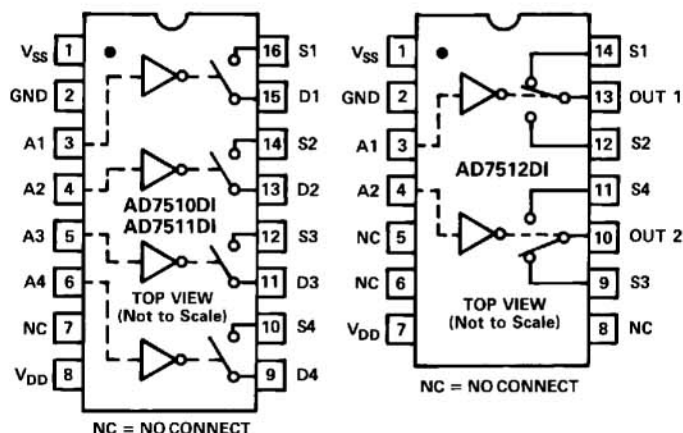 V_SS 1 16 S1
GND 2 15 D1
A1 3 14 S2
A2 4 13 D2
AD7510DI
AD7511DI
A3 5 12 S3
A4 6 11 D3
TOP VIEW
(Not to Scale)
NC 7 10 S4
V_DD 8 9 D4
NC = NO CONNECT
V_SS 1 14 S1
GND 2 13 OUT 1
A1 3 12 S2
AD7512DI
A2 4 11 S4
NC 5 10 OUT 2
NC 6 9 S3
TOP VIEW
(Not to Scale)
V_DD 7 8 NC
NC = NO CONNECT